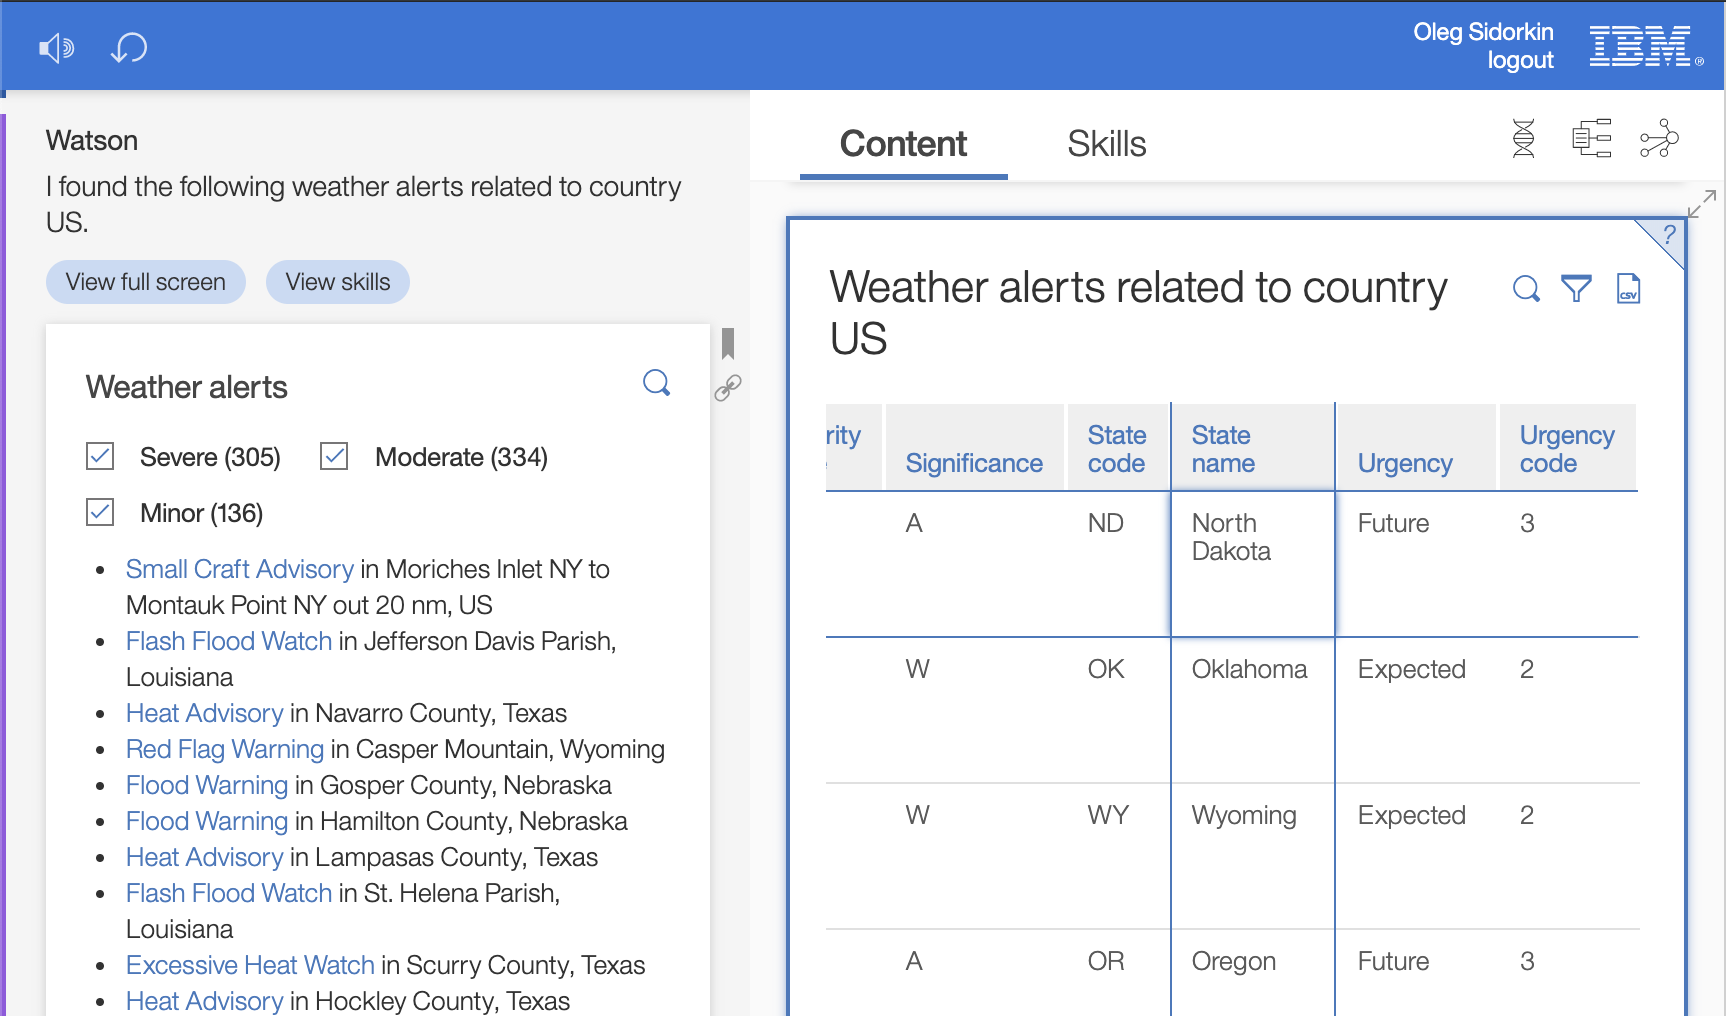 Oleg Sidorkin
logout
IBM®
Watson
I found the following weather alerts related to country
US.
View full screen
View skills
Weather alerts
Severe (305)
Moderate (334)
Minor (136)
• Small Craft Advisory in Moriches Inlet NY to
Montauk Point NY out 20 nm, US
• Flash Flood Watch in Jefferson Davis Parish,
Louisiana
• Heat Advisory in Navarro County, Texas
• Red Flag Warning in Casper Mountain, Wyoming
• Flood Warning in Gosper County, Nebraska
• Flood Warning in Hamilton County, Nebraska
• Heat Advisory in Lampasas County, Texas
• Flash Flood Watch in St. Helena Parish,
Louisiana
• Excessive Heat Watch in Scurry County, Texas
• Heat Advisory in Hockley County, Texas
Content
Skills
?
Weather alerts related to country
US
CSV
rity
Significance
State
code
State
name
Urgency
Urgency
code
A
ND
North
Dakota
Future
3
W
OK
Oklahoma
Expected
2
W
WY
Wyoming
Expected
2
A
OR
Oregon
Future
3